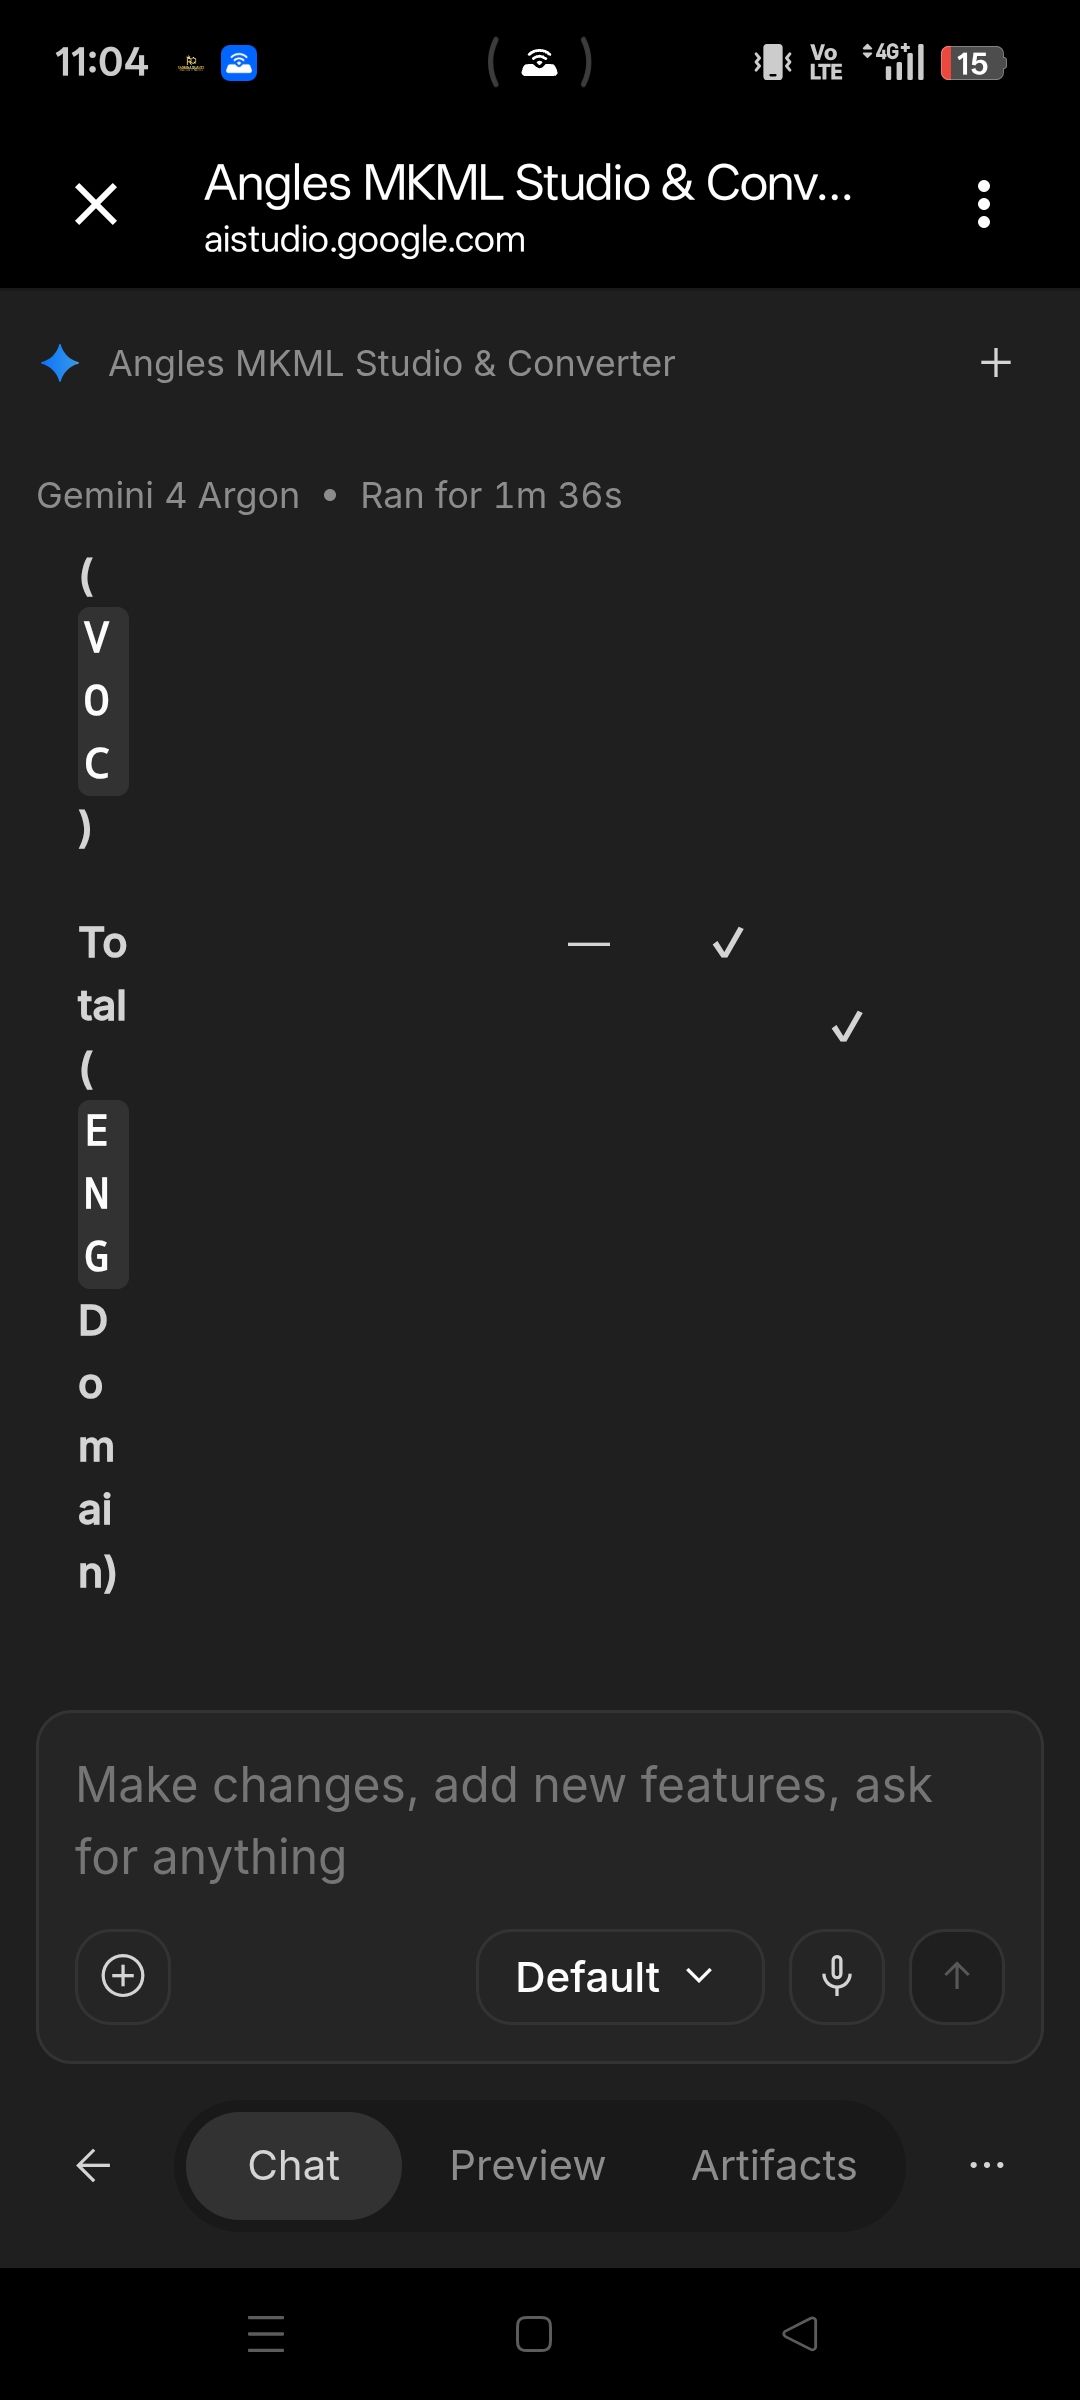 11:04
Vo
LTE
4G+
15
Angles MKML Studio & Conv...
aistudio.google.com
Angles MKML Studio & Converter
Gemini 4 Argon • Ran for 1m 36s
(
V
O
C
)
To
tal
(
E
N
G
D
o
m
ai
n)
Make changes, add new features, ask
for anything
Default
Chat
Preview
Artifacts